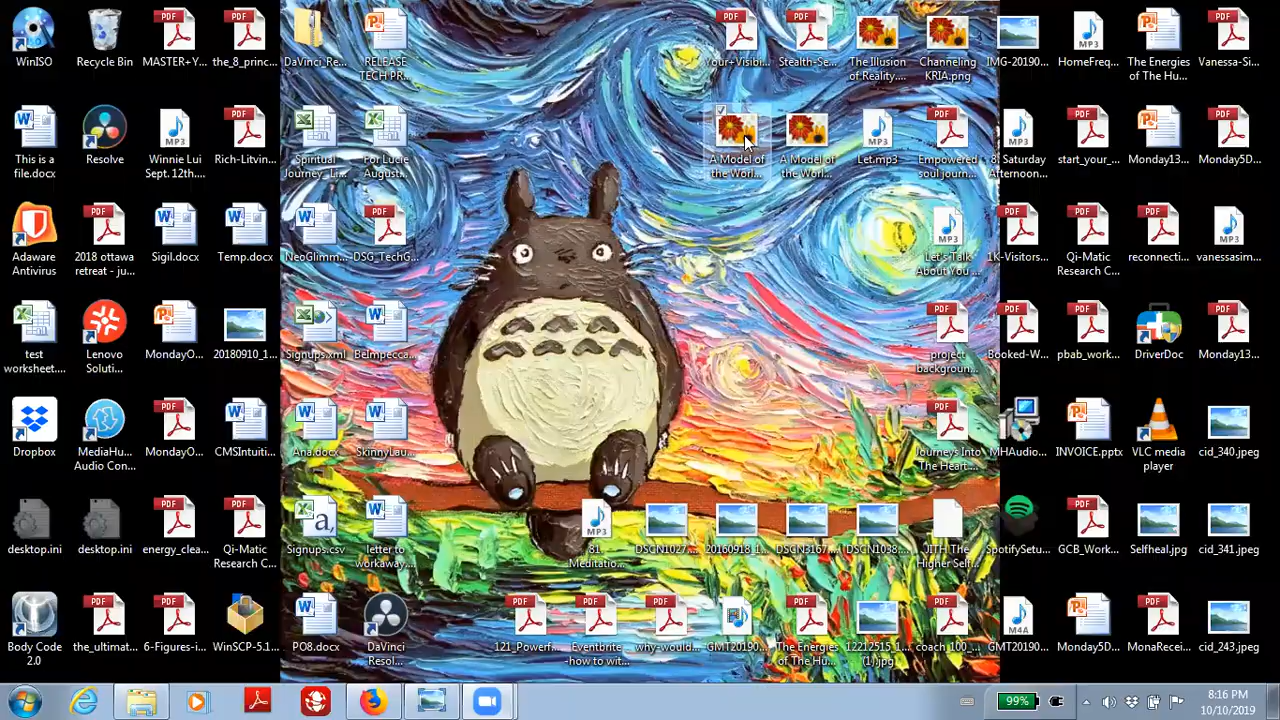 WinISO
Recycle Bin
MASTER+Y...
the_8_princ...
DaVinci_Re...
RELEASE
TECH PR...
Your+Visibi...
Stealth-Se...
The Illusion
of Reality....
Channeling
KRIA.png
IMG-20190...
HomeFreq...
The Energies
of The Hu...
Vanessa-Si...
This is a
file.docx
Resolve
Winnie Lui
Sept. 12th....
Rich-Litvin...
Spiritual
Journey_Li...
For Lucie
August...
A Model of
the Worl...
A Model of
the Worl...
Let.mp3
Empowered
soul journ...
8. Saturday
Afternoon...
start_your_...
Monday13...
Monday5D...
Adaware
Antivirus
2018 ottawa
retreat - ju...
Sigil.docx
Temp.docx
NeoGlimm...
DSG_TechG...
Let's Talk
About You ...
1K-Visitors...
Qi-Matic
Research C...
reconnecti...
vanessasim...
test
worksheet....
Lenovo
Soluti...
MondayO...
20180910_1...
Signups.xml
BeImpecca...
project
backgroun...
Booked-W...
pbab_work...
DriverDoc
Monday13...
Dropbox
MediaHu...
Audio Con...
MondayO...
CMSIntuiti...
Ana.docx
SkinnyLau...
Journeys Into
The Heart...
MHAudio...
INVOICE.pptx
VLC media
player
cid_340.jpeg
desktop.ini
desktop.ini
energy_clea...
Qi-Matic
Research C...
Signups.csv
letter to
workaway...
81
Meditatio...
DSCN1027....
20160918_1...
DSCN3167....
DSCN1038....
JITH The
Higher Self...
SpotifySetu...
GCB_Work...
Selfheal.jpg
cid_341.jpeg
Body Code
2.0
the_ultimat...
6-Figures-i...
WinSCP-5.1...
PO8.docx
DaVinci
Resol...
121_Powerf...
Eventbrite
-how to wit...
why-would...
GMT20190...
The Energies
of The Hu...
12212515_1...
(1).jpg
coach_100_...
GMT20190...
Monday5D...
MonaRecei...
cid_243.jpeg
99%
8:16 PM
10/10/2019